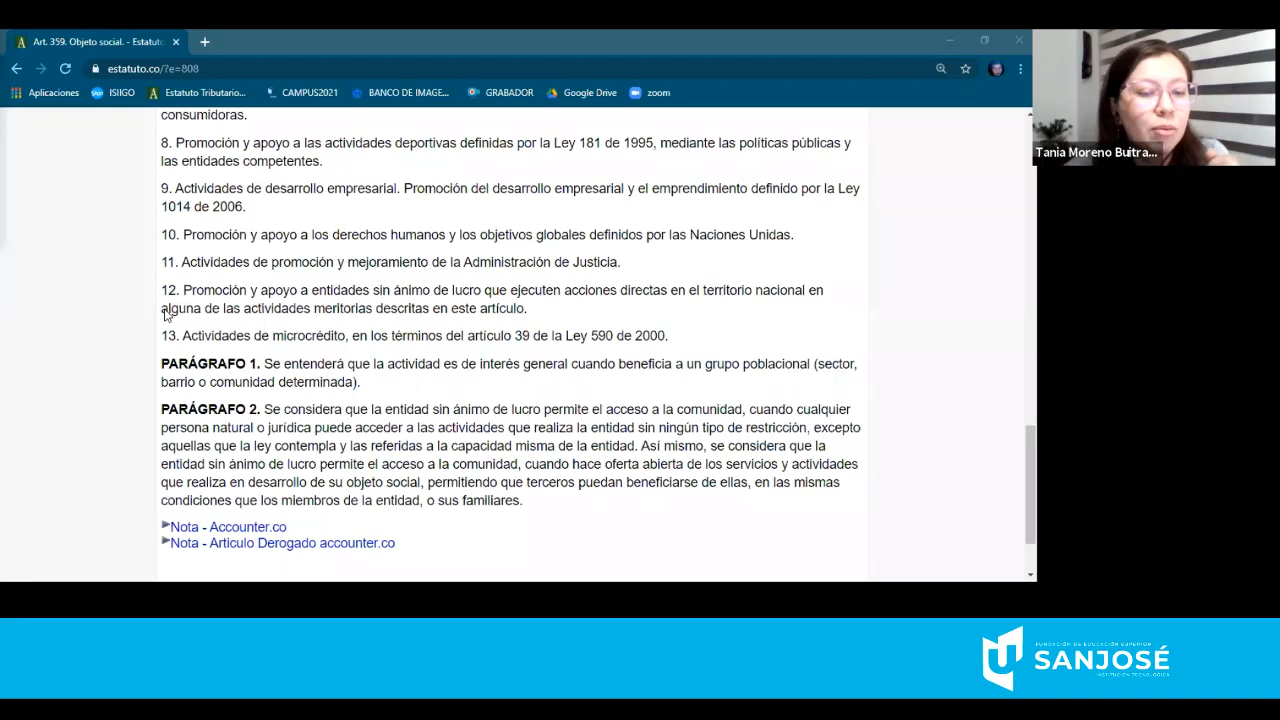 Art. 359. Objeto social. - Estatuto
estatuto.co/?e=808
Aplicaciones
ISIIGO
Estatuto Tributario...
CAMPUS2021
BANCO DE IMAGE...
GRABADOR
Google Drive
zoom
Tania Moreno Buitra...
consumidoras.
8. Promoción y apoyo a las actividades deportivas definidas por la Ley 181 de 1995, mediante las políticas públicas y
las entidades competentes.
9. Actividades de desarrollo empresarial. Promoción del desarrollo empresarial y el emprendimiento definido por la Ley
1014 de 2006.
10. Promoción y apoyo a los derechos humanos y los objetivos globales definidos por las Naciones Unidas.
11. Actividades de promoción y mejoramiento de la Administración de Justicia.
12. Promoción y apoyo a entidades sin ánimo de lucro que ejecuten acciones directas en el territorio nacional en
alguna de las actividades meritorias descritas en este artículo.
13. Actividades de microcrédito, en los términos del artículo 39 de la Ley 590 de 2000.
PARÁGRAFO 1. Se entenderá que la actividad es de interés general cuando beneficia a un grupo poblacional (sector,
barrio o comunidad determinada).
PARÁGRAFO 2. Se considera que la entidad sin ánimo de lucro permite el acceso a la comunidad, cuando cualquier
persona natural o jurídica puede acceder a las actividades que realiza la entidad sin ningún tipo de restricción, excepto
aquellas que la ley contempla y las referidas a la capacidad misma de la entidad. Así mismo, se considera que la
entidad sin ánimo de lucro permite el acceso a la comunidad, cuando hace oferta abierta de los servicios y actividades
que realiza en desarrollo de su objeto social, permitiendo que terceros puedan beneficiarse de ellas, en las mismas
condiciones que los miembros de la entidad, o sus familiares.
Nota - Accounter.co
Nota - Articulo Derogado accounter.co
FUNDACIÓN DE EDUCACIÓN SUPERIOR
SANJOSÉ
INSTITUCIÓN TECNOLÓGICA